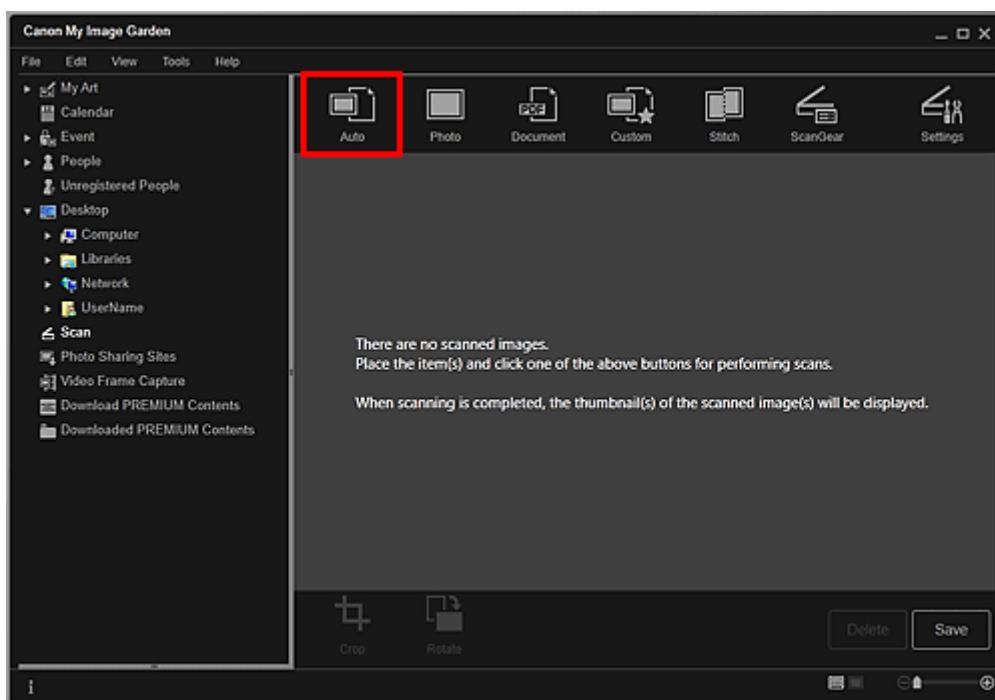 Canon My Image Garden
File Edit View Tools Help
My Art
Calendar
Event
People
Unregistered People
Desktop
Computer
Libraries
Network
UserName
Scan
Photo Sharing Sites
Video Frame Capture
Download PREMIUM Contents
Downloaded PREMIUM Contents
Auto Photo Document Custom Stitch ScanGear Settings
PDF
There are no scanned images.
Place the item(s) and click one of the above buttons for performing scans.
When scanning is completed, the thumbnail(s) of the scanned image(s) will be displayed.
Crop Rotate Delete Save